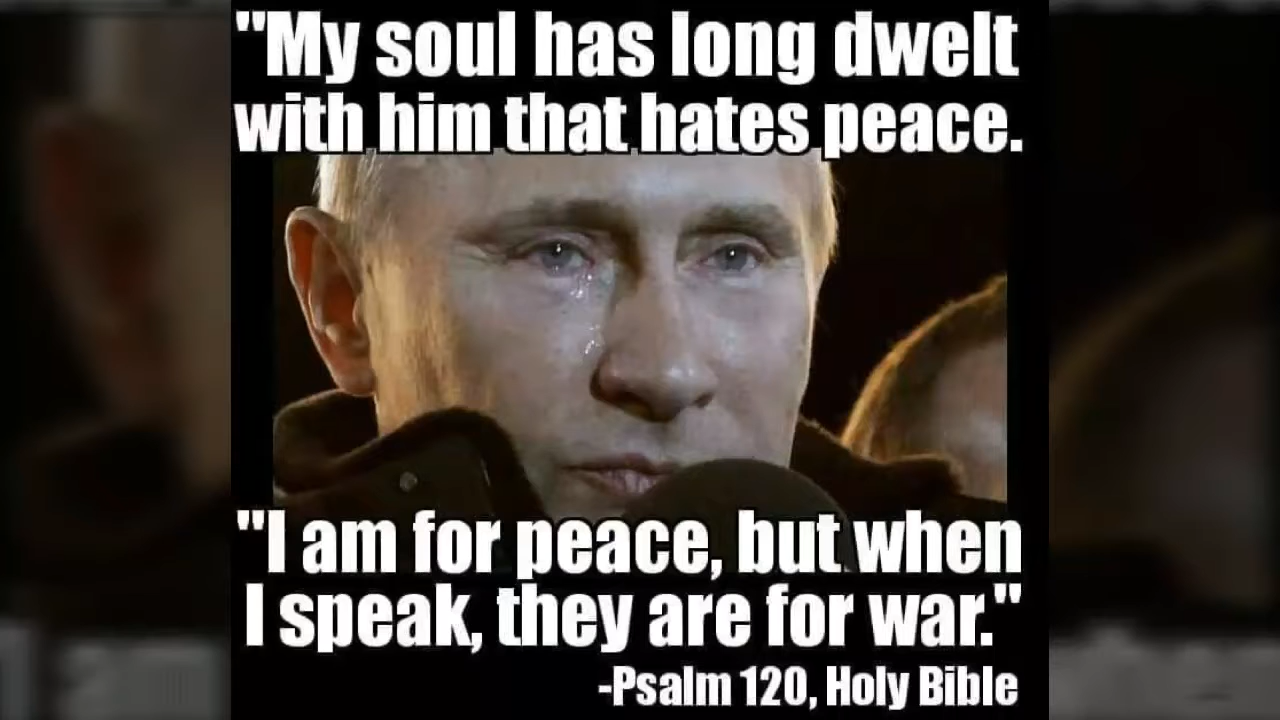 "My soul has long dwelt
with him that hates peace.
"I am for peace, but when
I speak, they are for war."
-Psalm 120, Holy Bible